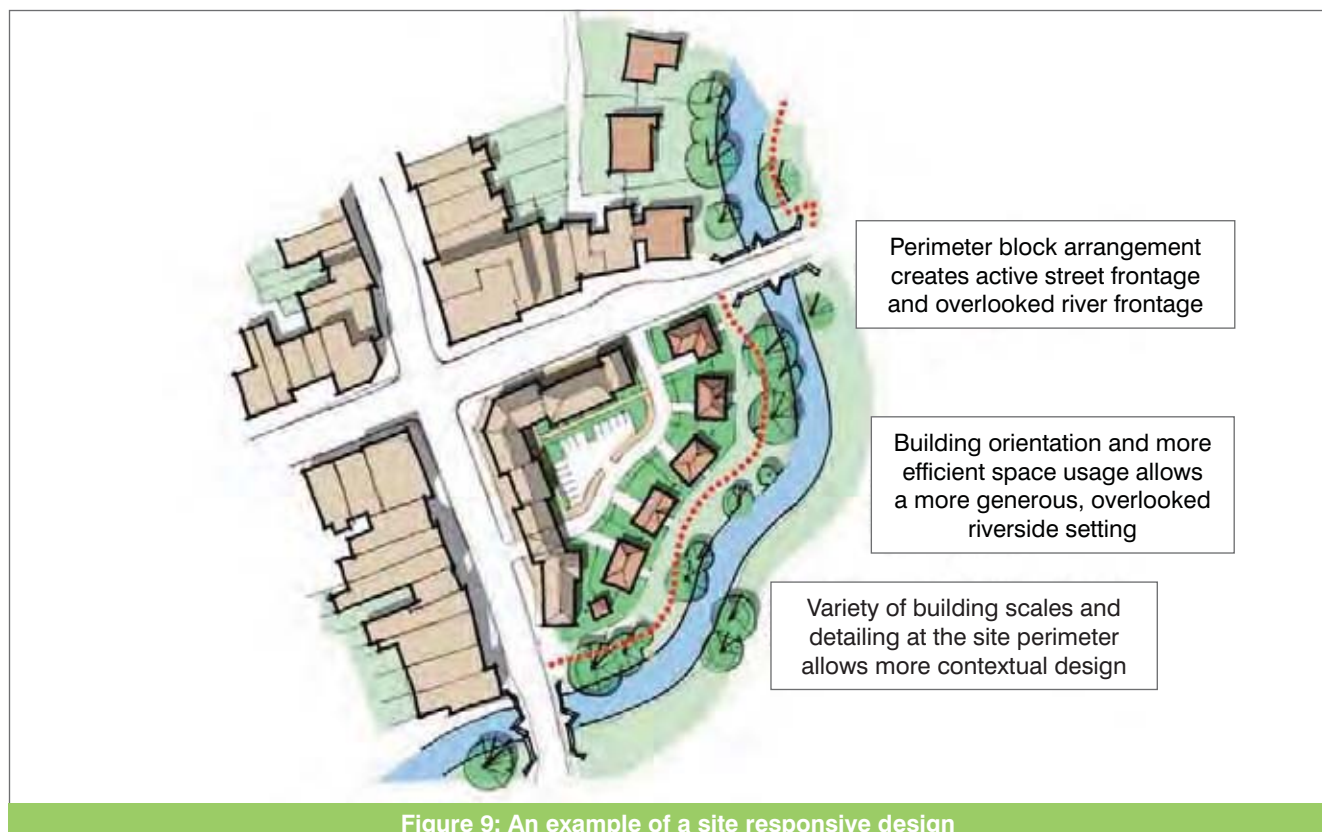 Perimeter block arrangement
creates active street frontage
and overlooked river frontage
Building orientation and more
efficient space usage allows
a more generous, overlooked
riverside setting
Variety of building scales and
detailing at the site perimeter
allows more contextual design
Figure 9: An example of a site responsive design